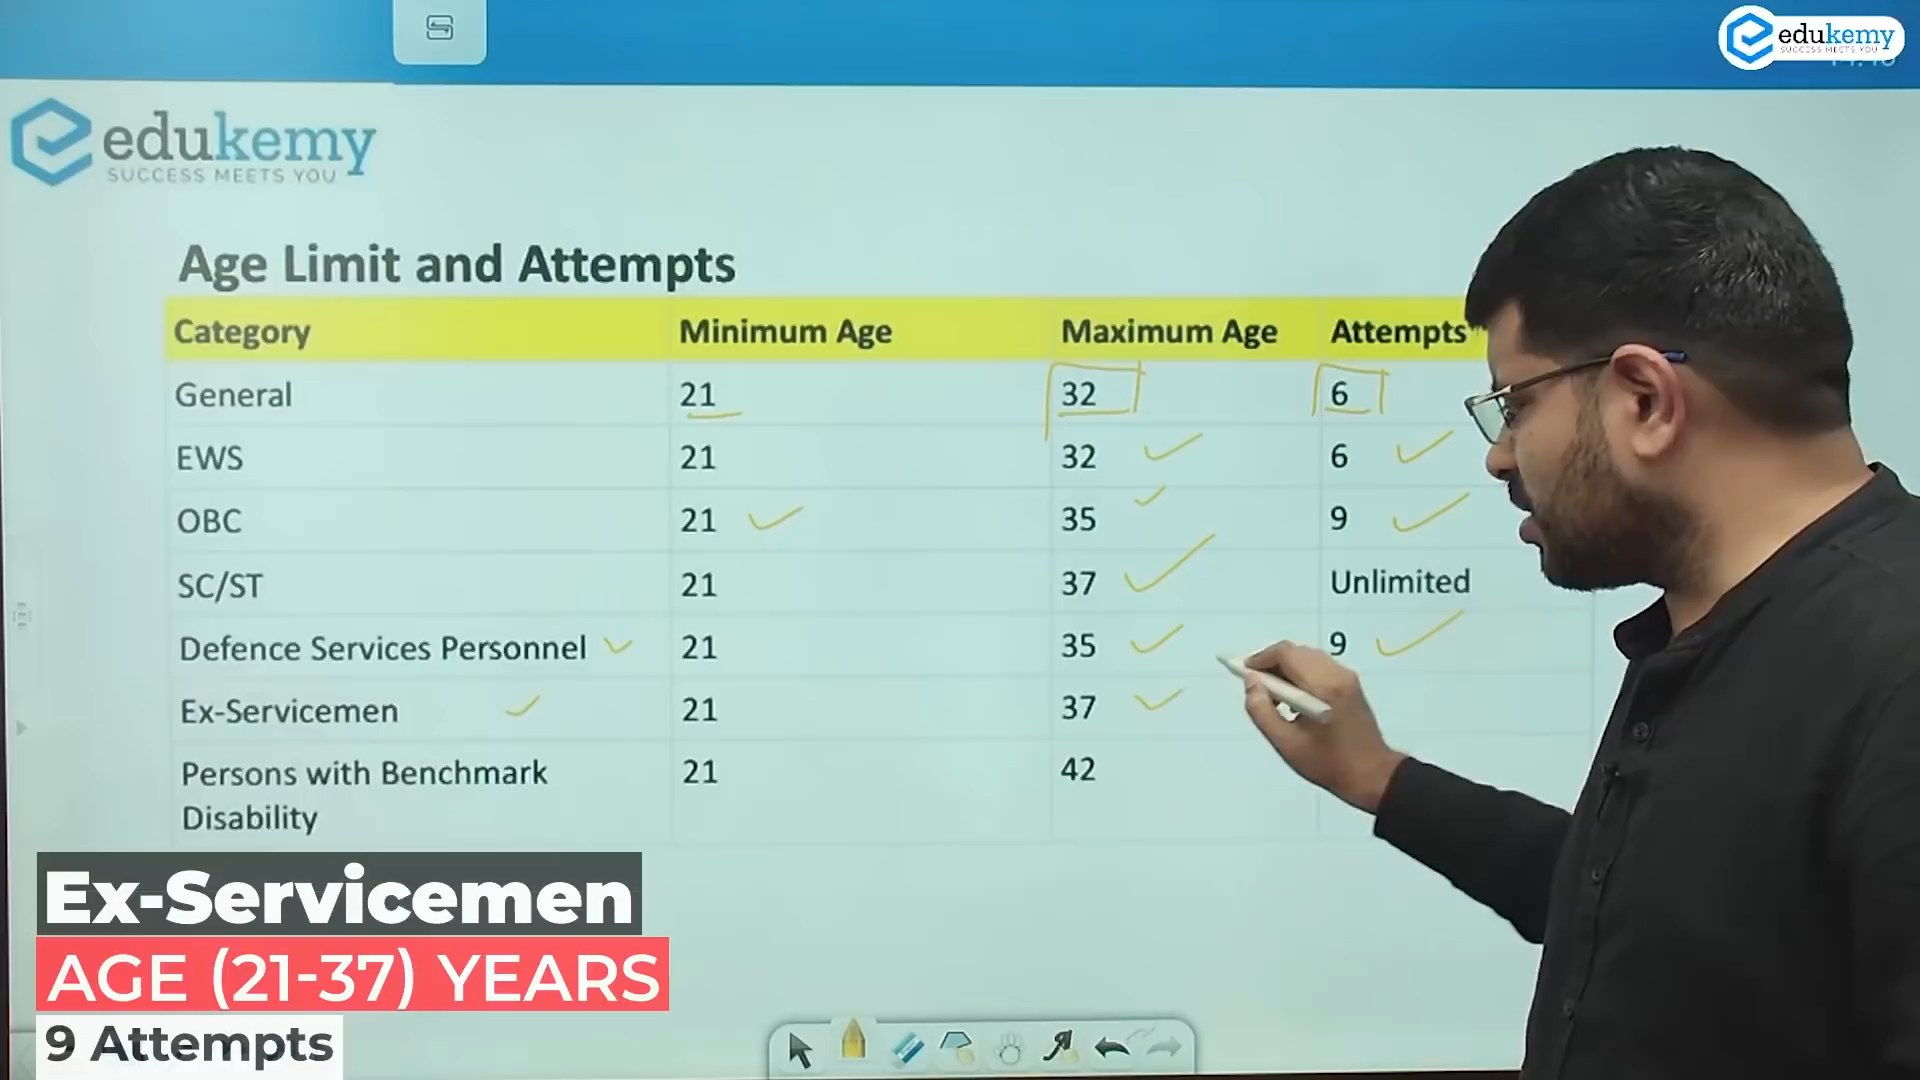 edukemy
SUCCESS MEETS YOU
edukemy
SUCCESS MEETS YOU
Age Limit and Attempts
Category Minimum Age Maximum Age Attempts
General 21 32 6
EWS 21 32 6
OBC 21 35 9
SC/ST 21 37 Unlimited
Defence Services Personnel 21 35 9
Ex-Servicemen 21 37
Persons with Benchmark 21 42
Disability
Ex-Servicemen
AGE (21-37) YEARS
9 Attempts